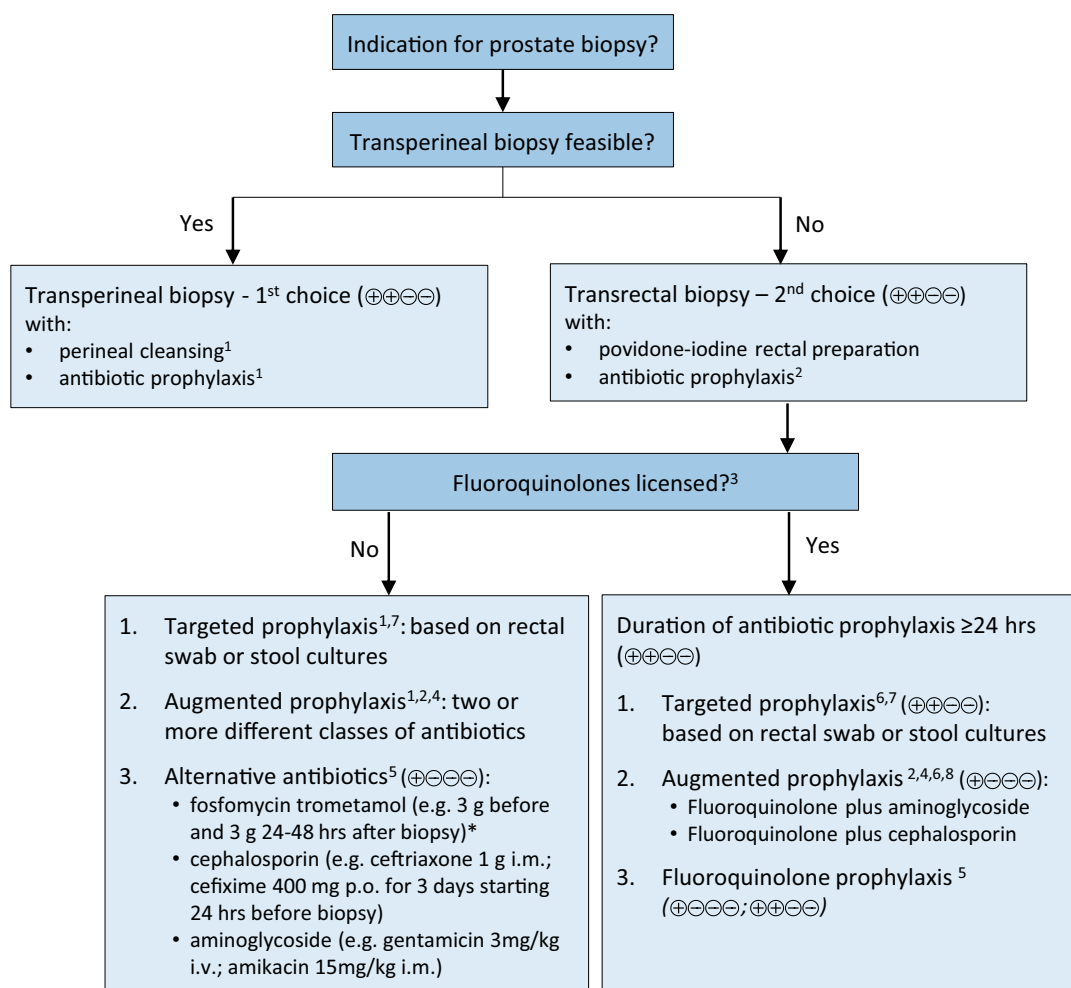 Indication for prostate biopsy?
Transperineal biopsy feasible?
Yes
No
Transperineal biopsy - 1st choice (⊕⊕⊖⊖)
with:
• perineal cleansing1
• antibiotic prophylaxis1
Transrectal biopsy – 2nd choice (⊕⊕⊖⊖)
with:
• povidone-iodine rectal preparation
• antibiotic prophylaxis2
Fluoroquinolones licensed?3
No
Yes
1. Targeted prophylaxis1,7: based on rectal
swab or stool cultures
2. Augmented prophylaxis1,2,4: two or
more different classes of antibiotics
3. Alternative antibiotics5 (⊕⊖⊖⊖):
• fosfomycin trometamol (e.g. 3 g before
and 3 g 24-48 hrs after biopsy)*
• cephalosporin (e.g. ceftriaxone 1 g i.m.;
cefixime 400 mg p.o. for 3 days starting
24 hrs before biopsy)
• aminoglycoside (e.g. gentamicin 3mg/kg
i.v.; amikacin 15mg/kg i.m.)
Duration of antibiotic prophylaxis ≥24 hrs
(⊕⊕⊖⊖)
1. Targeted prophylaxis6,7 (⊕⊕⊖⊖):
based on rectal swab or stool cultures
2. Augmented prophylaxis 2,4,6,8 (⊕⊖⊖⊖):
• Fluoroquinolone plus aminoglycoside
• Fluoroquinolone plus cephalosporin
3. Fluoroquinolone prophylaxis 5
(⊕⊖⊖⊖; ⊕⊕⊖⊖)